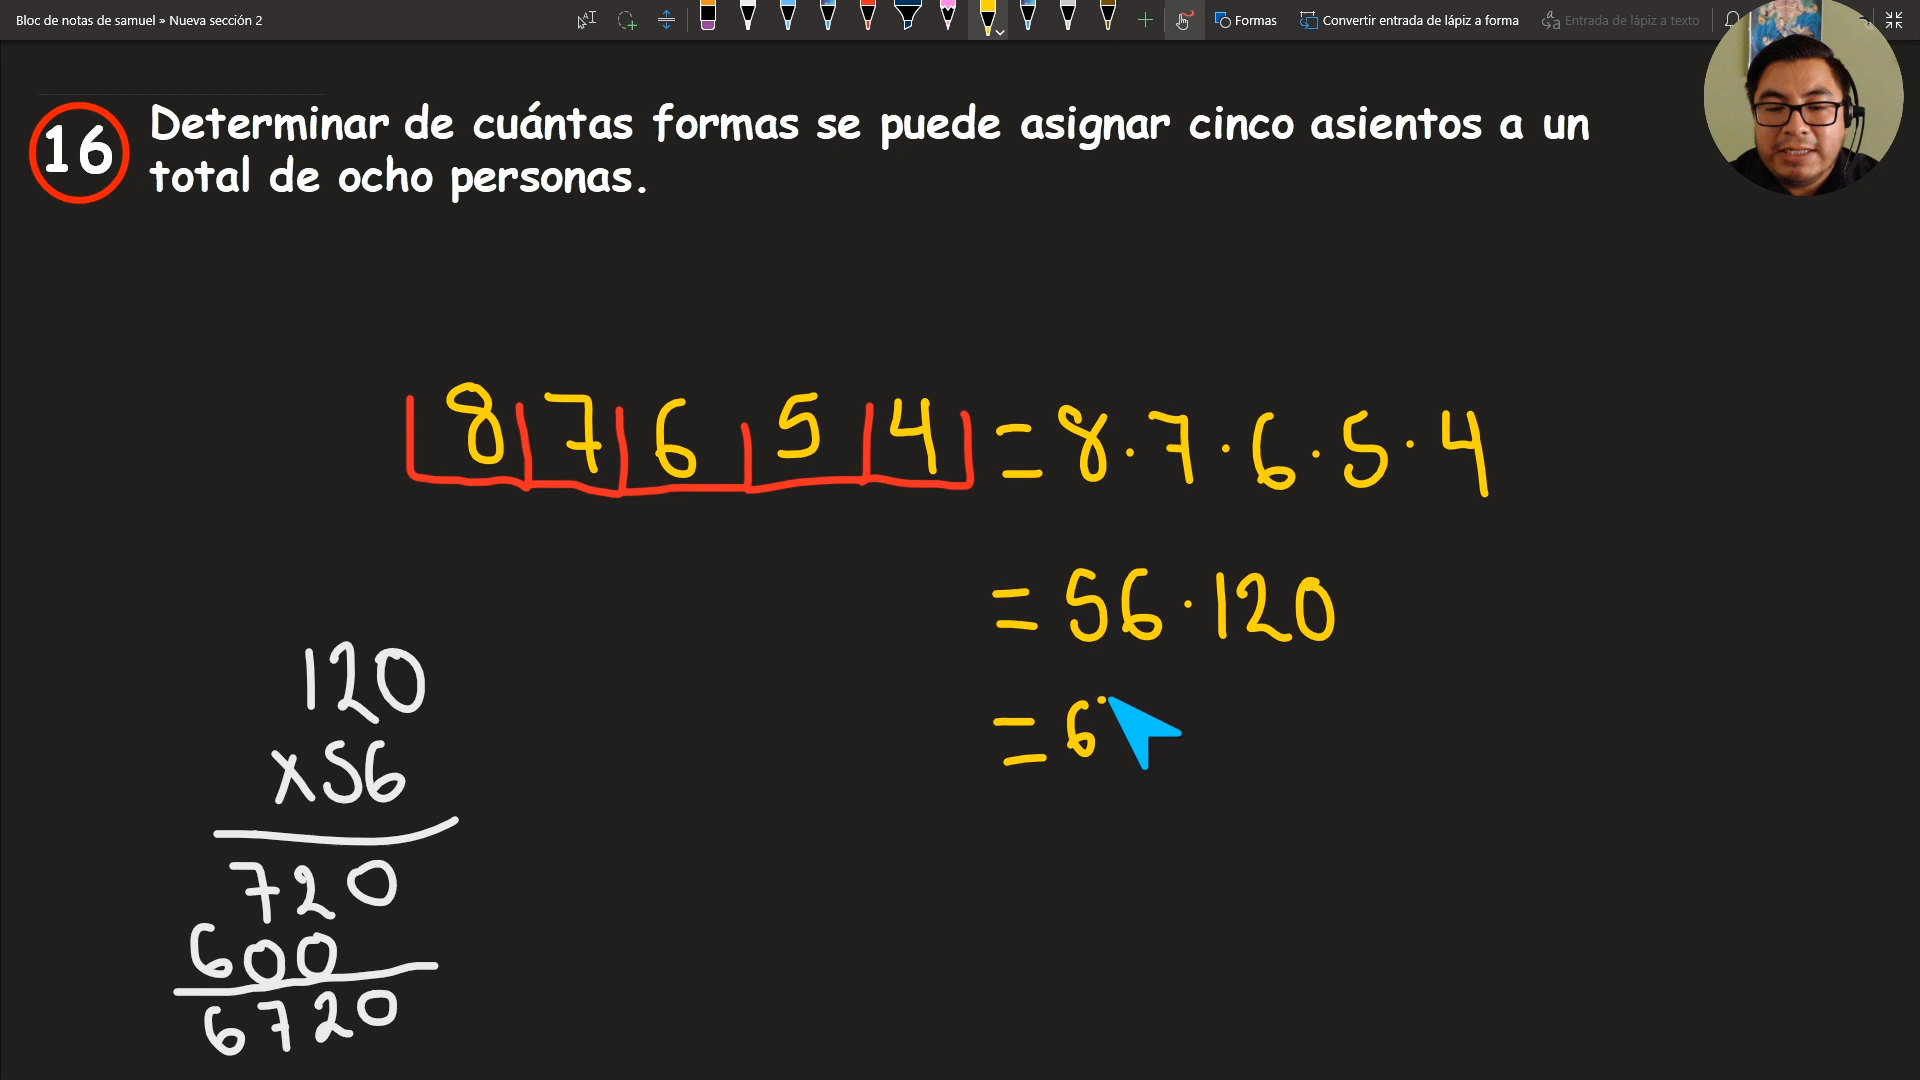 Bloc de notas de samuel » Nueva sección 2
Formas
Convertir entrada de lápiz a forma
Entrada de lápiz a texto
16
Determinar de cuántas formas se puede asignar cinco asientos a un
total de ocho personas.
8 7 6 5 4 = 8·7·6·5·4
= 56·120
= 6
120
x56
720
600
6720